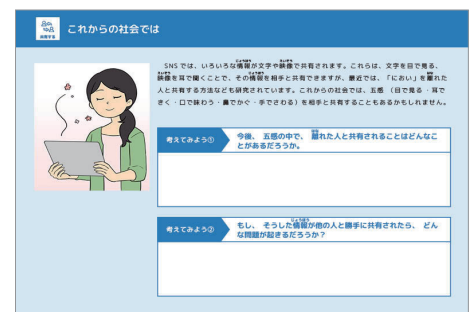 これからの社会では
SNSでは、いろいろな情報が文字や映像で共有されます。これらは、文字を目で見る、
映像を耳で聞くことで、その情報を相手と共有できますが、最近では、「におい」を離れた
人と共有する方法なども研究されています。これからの社会では、五感 (目で見る・耳で
きく・口で味わう・鼻でかぐ・手でさわる) を相手と共有することもあるかもしれません。
考えてみよう①
今後、五感の中で、離れた人と共有されることはどんなこ
とがあるだろうか。
考えてみよう②
もし、そうした情報が他の人と勝手に共有されたら、どん
な問題が起きるだろうか?